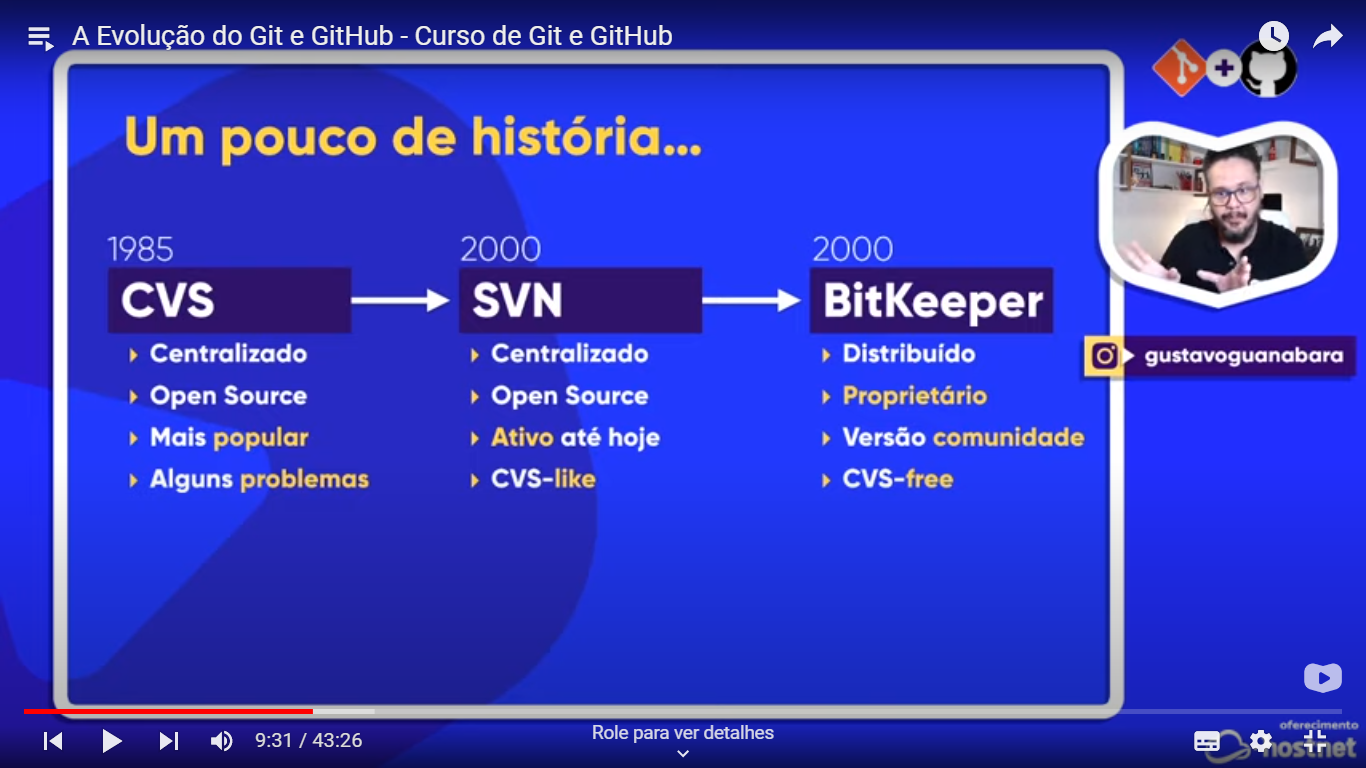 A Evolução do Git e GitHub - Curso de Git e GitHub
Um pouco de história...
1985
CVS
Centralizado
Open Source
Mais popular
Alguns problemas
2000
SVN
Centralizado
Open Source
Ativo até hoje
CVS-like
2000
BitKeeper
Distribuído
Proprietário
Versão comunidade
CVS-free
gustavoguanabara
9:31 / 43:26
Role para ver detalhes
oferecimento
hostnet